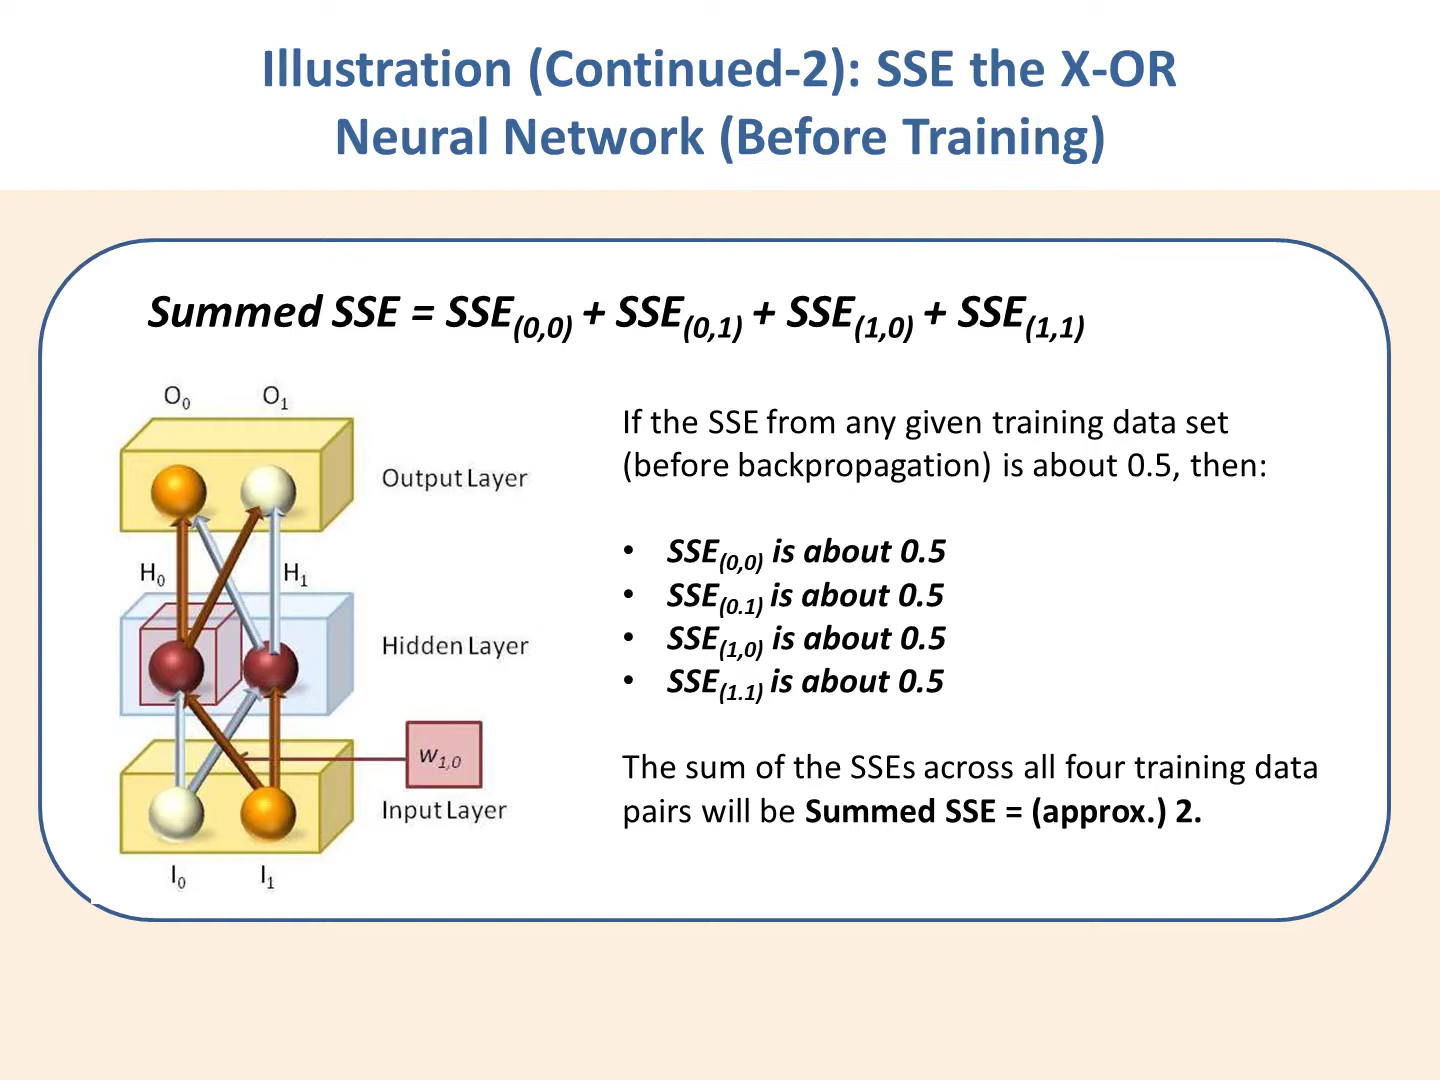 Illustration (Continued-2): SSE the X-OR
Neural Network (Before Training)
Summed SSE = SSE(0,0) + SSE(0,1) + SSE(1,0) + SSE(1,1)
O0 O1
Output Layer
H0 H1
Hidden Layer
w1,0
Input Layer
I0 I1
If the SSE from any given training data set
(before backpropagation) is about 0.5, then:
• SSE(0,0) is about 0.5
• SSE(0.1) is about 0.5
• SSE(1,0) is about 0.5
• SSE(1.1) is about 0.5
The sum of the SSEs across all four training data
pairs will be Summed SSE = (approx.) 2.